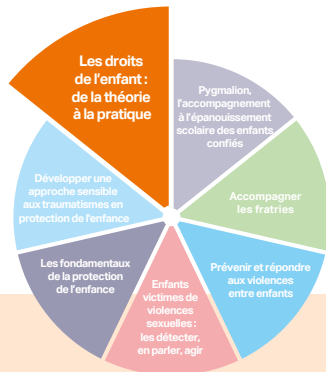 Les droits
de l'enfant :
de la théorie
à la pratique
Pygmalion,
l'accompagnement
à l'épanouissement
scolaire des enfants
confiés
Accompagner
les fratries
Prévenir et répondre
aux violences
entre enfants
Enfants
victimes de
violences
sexuelles :
les détecter,
en parler, agir
Les fondamentaux
de la protection
de l'enfance
Développer une
approche sensible
aux traumatismes en
protection de l'enfance